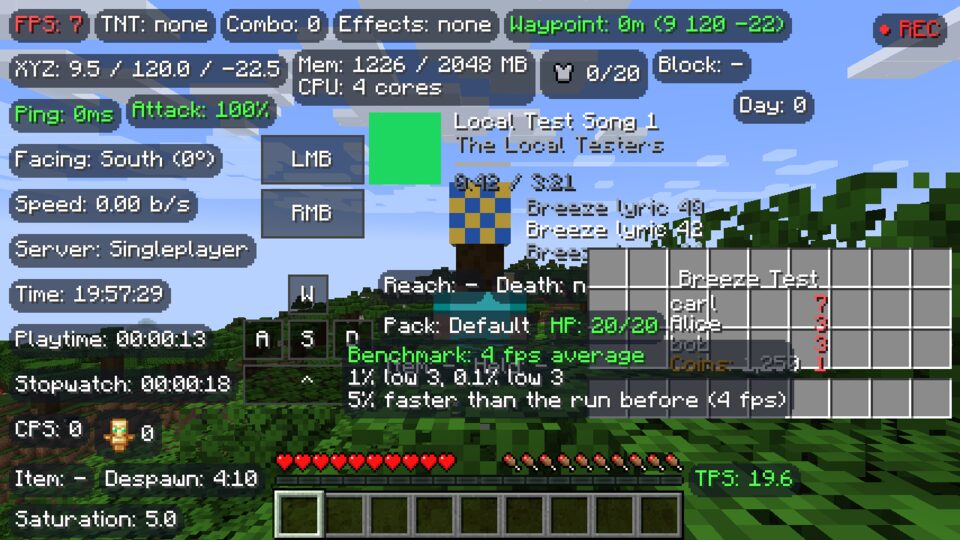 FPS: 7 TNT: none Combo: 0 Effects: none Waypoint: 0m (9 120 -22) REC
XYZ: 9.5 / 120.0 / -22.5 Mem: 1226 / 2048 MB 0/20 Block: -
CPU: 4 cores
Ping: 0ms Attack: 100% Day: 0
Local Test Song 1
The Local Testers
Facing: South (0°) LMB
0:42 / 3:21
Speed: 0.00 b/s RMB
Breeze lyric 42
Server: Singleplayer
Breeze Test
Time: 19:57:29 W Reach: - Death:
carl 7
Pack: Default HP: 20/20 Alice 3
Playtime: 00:00:13 A S D bob 3
Benchmark: 4 fps average Coins: 1,250 1
1% low 3, 0.1% low 3
Stopwatch: 00:00:18 ^
5% faster than the run before (4 fps)
CPS: 0 0
Item: - Despawn: 4:10 TPS: 19.6
Saturation: 5.0